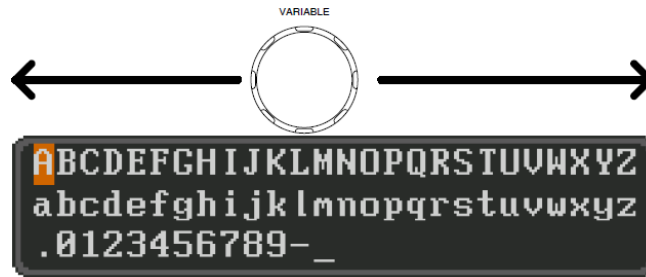 VARIABLE
ABCDEFGHIJKLMNOPQRSTUVWXYZ
abcdefghijklmnopqrstuvwxyz
.0123456789-_